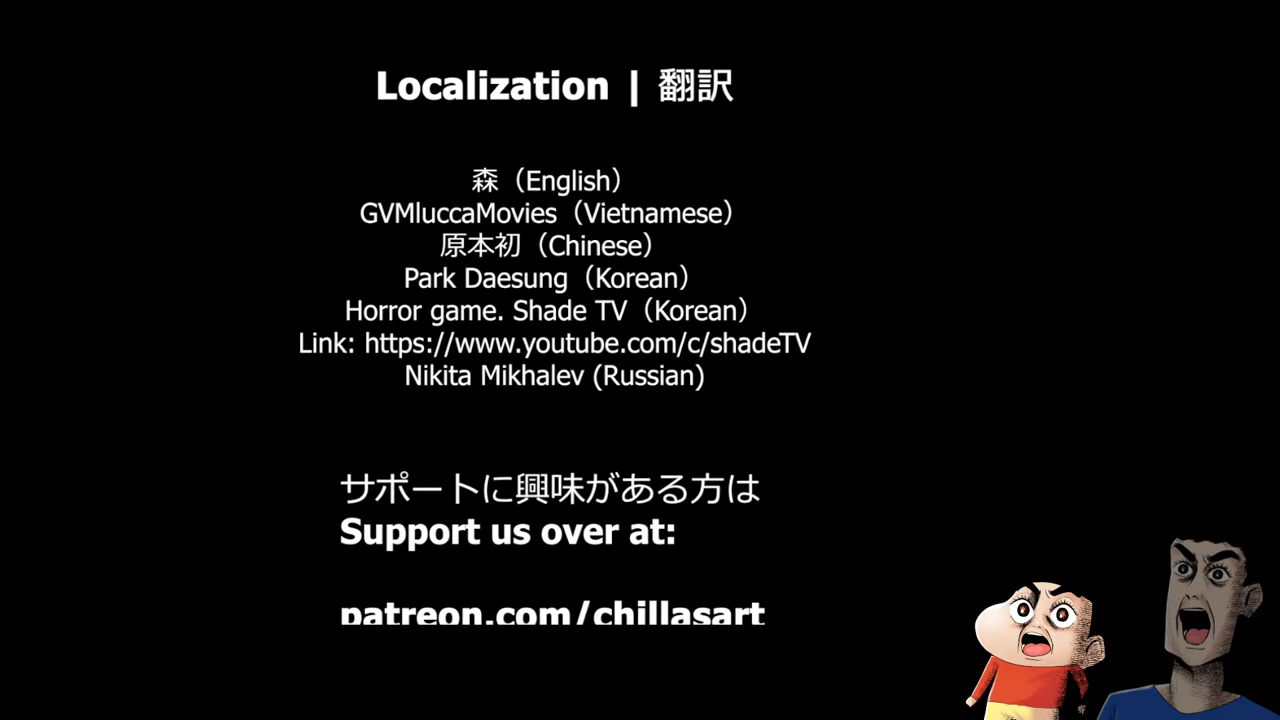 Localization | 翻訳
森（English）
GVMluccaMovies（Vietnamese）
原本初（Chinese）
Park Daesung（Korean）
Horror game. Shade TV（Korean）
Link: https://www.youtube.com/c/shadeTV
Nikita Mikhalev (Russian)
サポートに興味がある方は
Support us over at:
patreon.com/chillasart